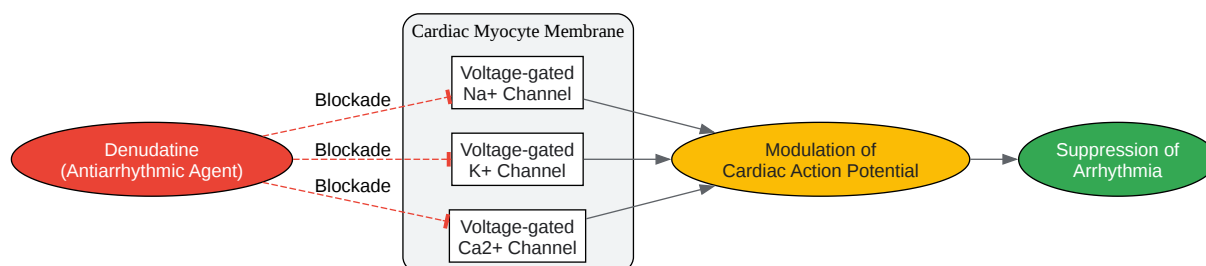 Cardiac Myocyte Membrane
Voltage-gated
Na+ Channel
Blockade
Denudatine
(Antiarrhythmic Agent)
Blockade
Voltage-gated
K+ Channel
Modulation of
Cardiac Action Potential
Suppression of
Arrhythmia
Blockade
Voltage-gated
Ca2+ Channel